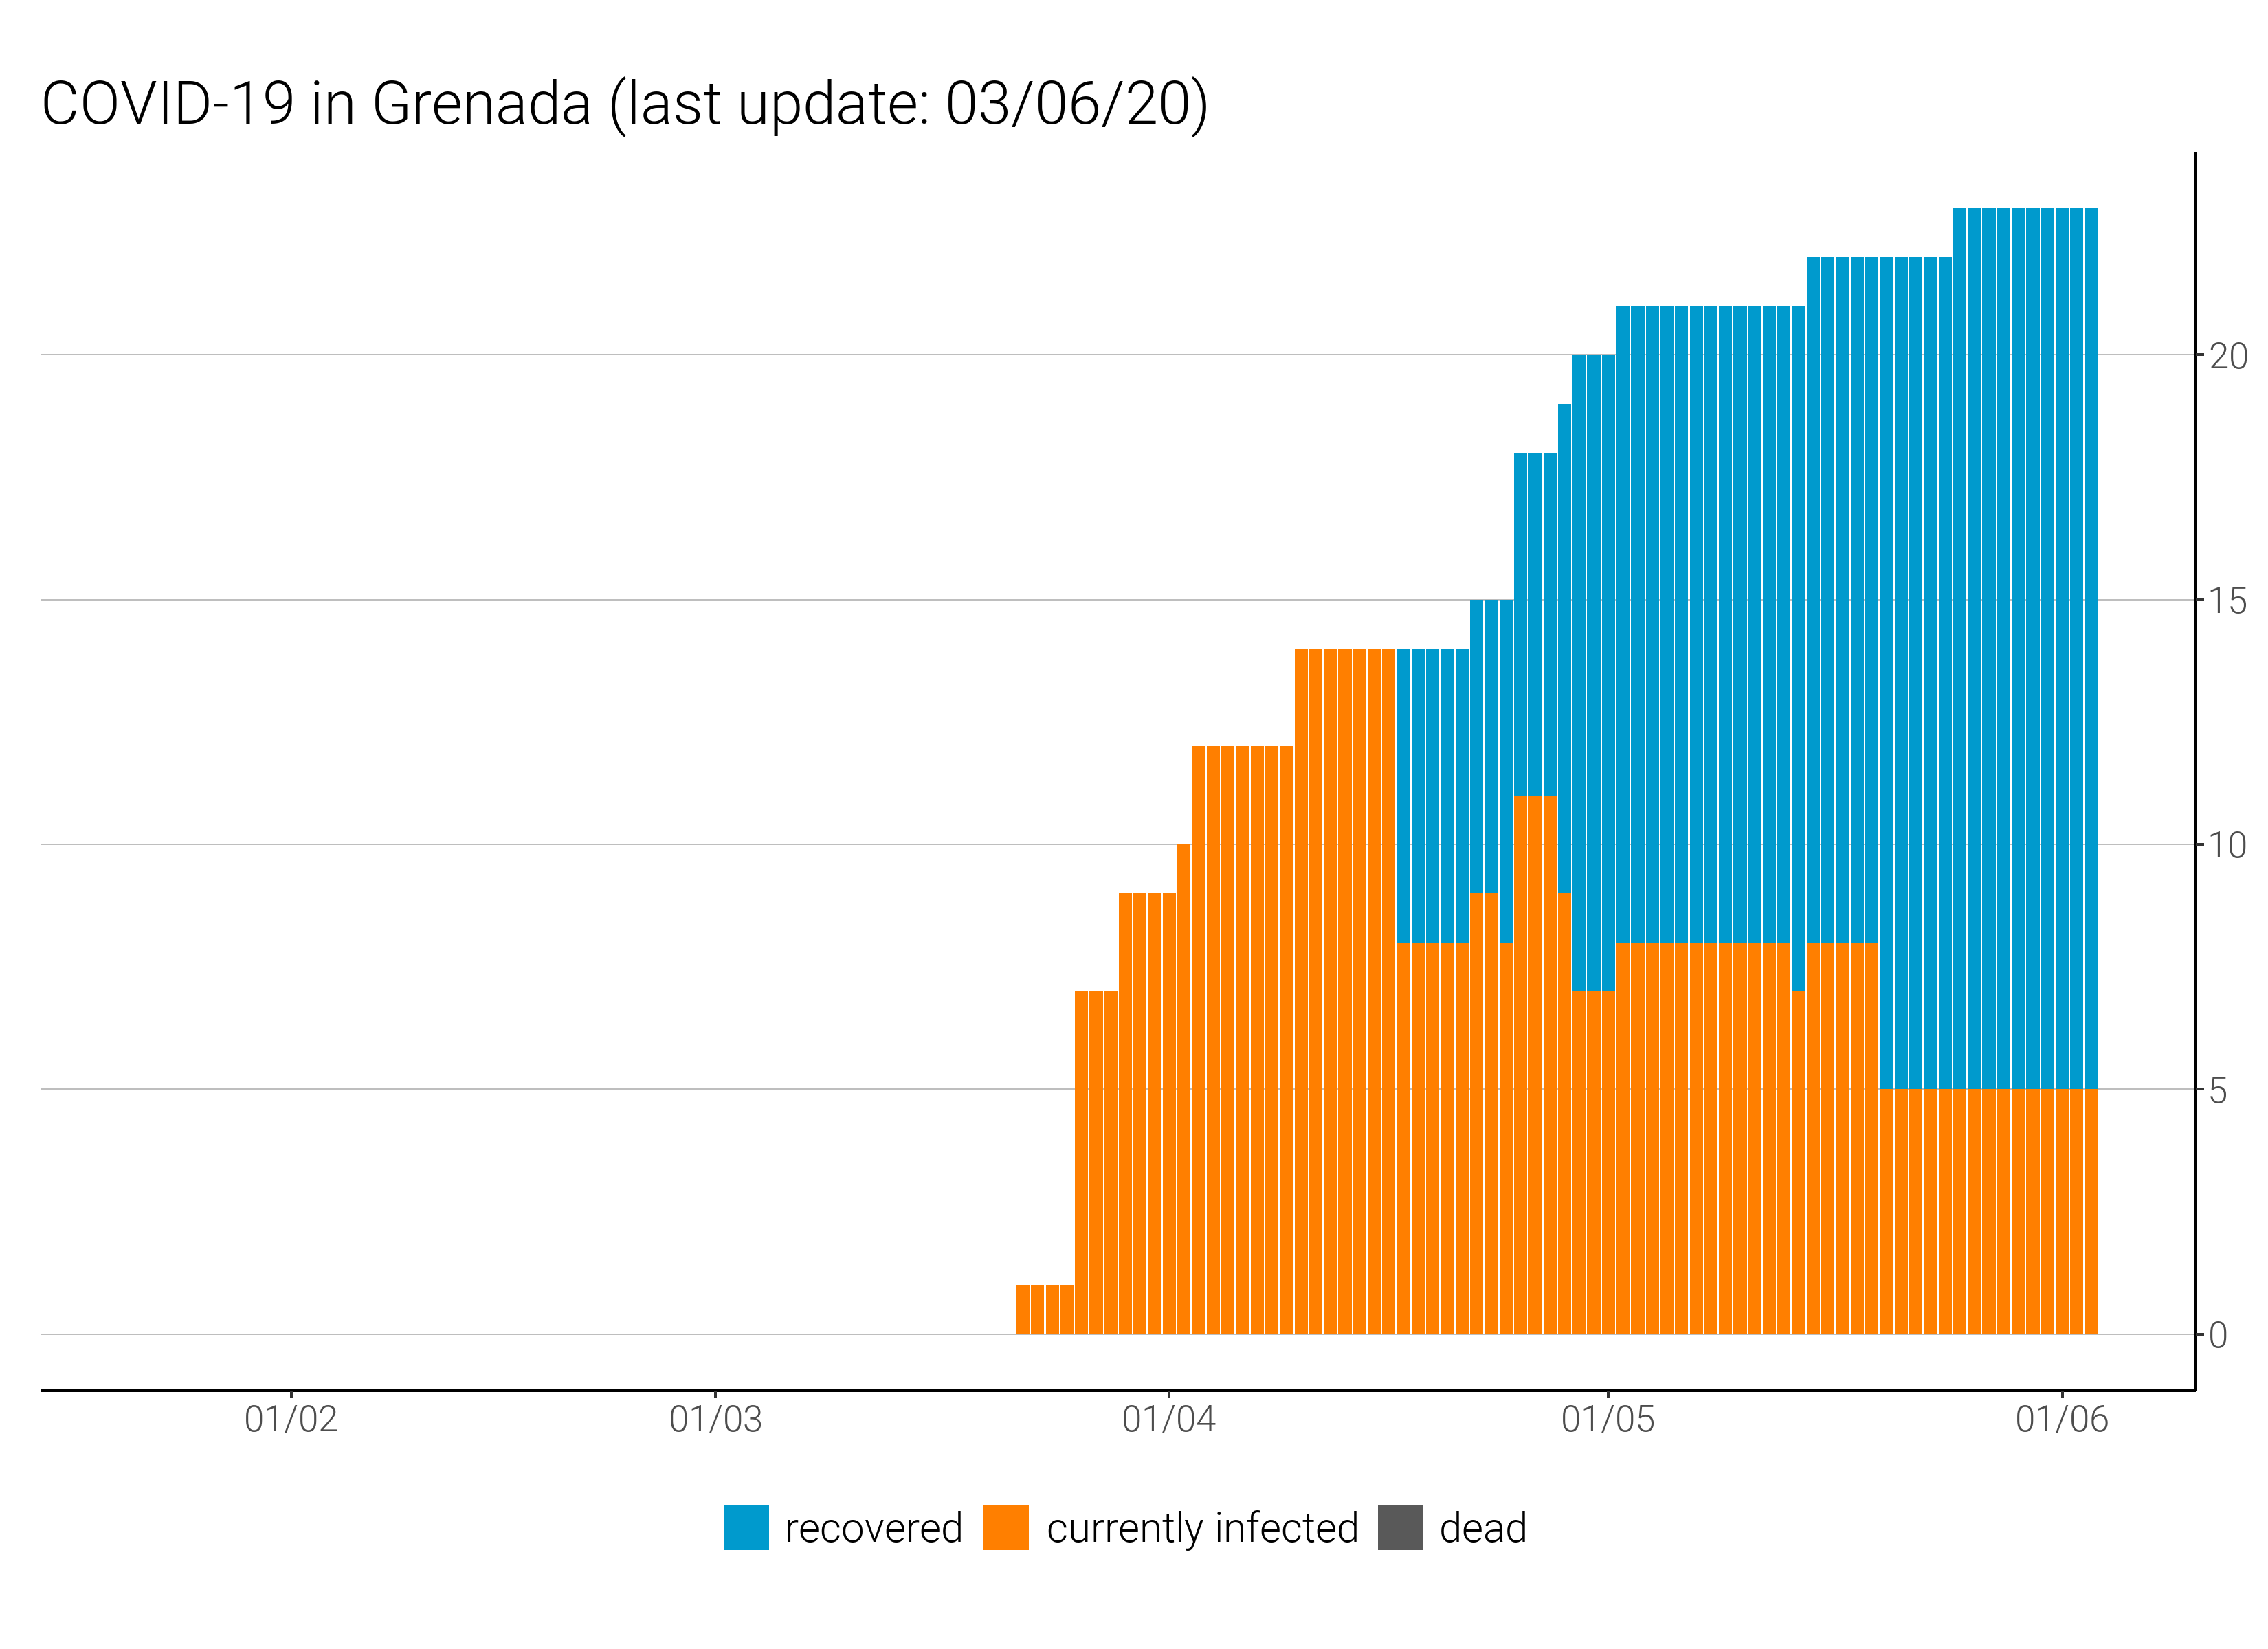 COVID-19 in Grenada (last update: 03/06/20)
20
15
10
5
0
01/02 01/03 01/04 01/05 01/06
recovered currently infected dead